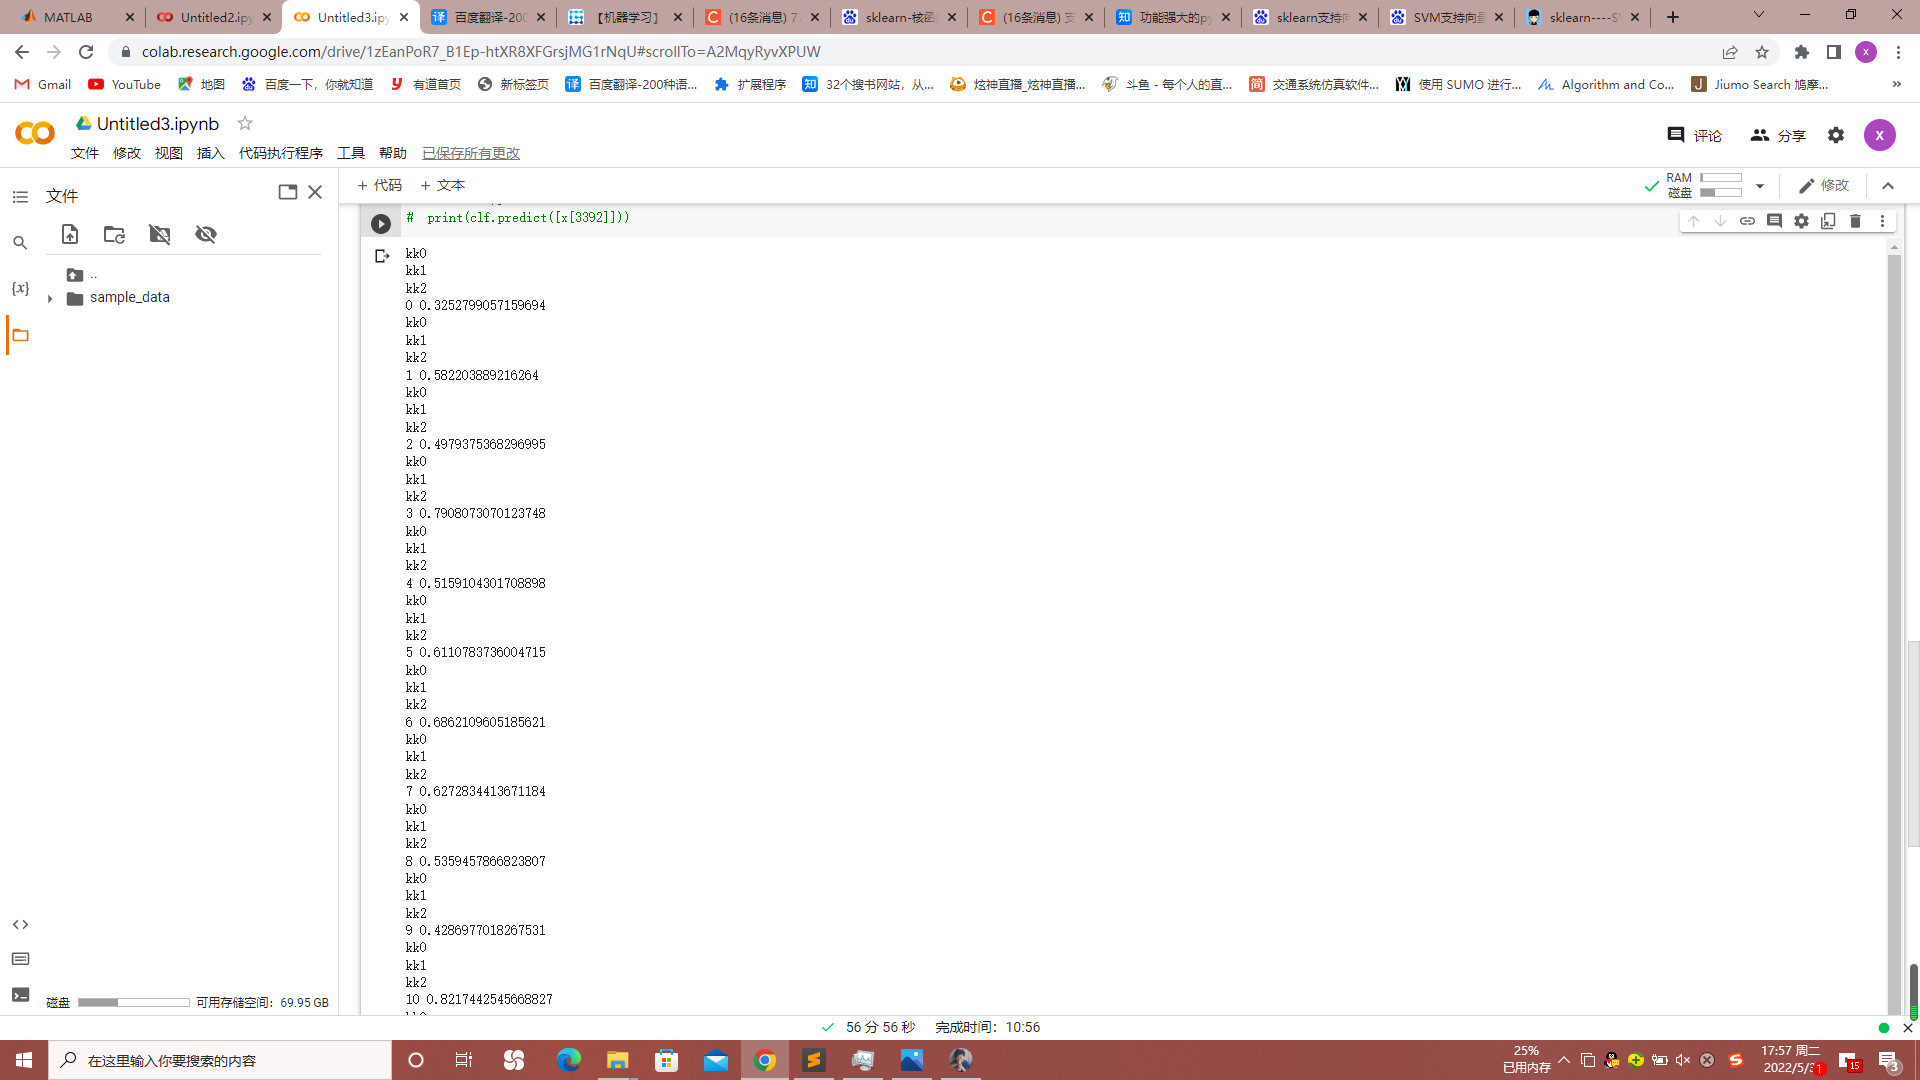 MATLAB
Untitled2.ipy
Untitled3.ipy
百度翻译-200
【机器学习】
(16条消息) 7
sklearn-核函
(16条消息) 支
功能强大的py
sklearn支持向
SVM支持向量
sklearn----S
colab.research.google.com/drive/1zEanPoR7_B1Ep-htXR8XFGrsjMG1rNqU#scrollTo=A2MqyRyvXPUW
x
Gmail
YouTube
地图
百度一下，你就知道
有道首页
新标签页
百度翻译-200种语...
扩展程序
32个搜书网站，从...
炫神直播_炫神直播...
斗鱼 - 每个人的直...
交通系统仿真软件...
使用 SUMO 进行...
Algorithm and Co...
Jiumo Search 鸠摩...
»
Untitled3.ipynb
文件 修改 视图 插入 代码执行程序 工具 帮助 已保存所有更改
评论
分享
x
文件
+ 代码 + 文本
RAM
磁盘
修改
# print(clf.predict([x[3392]]))
{x}
..
sample_data
kk0
kk1
kk2
0 0.3252799057159694
kk0
kk1
kk2
1 0.582203889216264
kk0
kk1
kk2
2 0.4979375368296995
kk0
kk1
kk2
3 0.7908073070123748
kk0
kk1
kk2
4 0.5159104301708898
kk0
kk1
kk2
5 0.6110783736004715
kk0
kk1
kk2
6 0.6862109605185621
kk0
kk1
kk2
7 0.6272834413671184
kk0
kk1
kk2
8 0.5359457866823807
kk0
kk1
kk2
9 0.4286977018267531
kk0
kk1
kk2
10 0.8217442545668827
磁盘 可用存储空间：69.95 GB
56 分 56 秒 完成时间：10:56
在这里输入你要搜索的内容
25%
已用内存
17:57 周二
2022/5/3
1
15
3